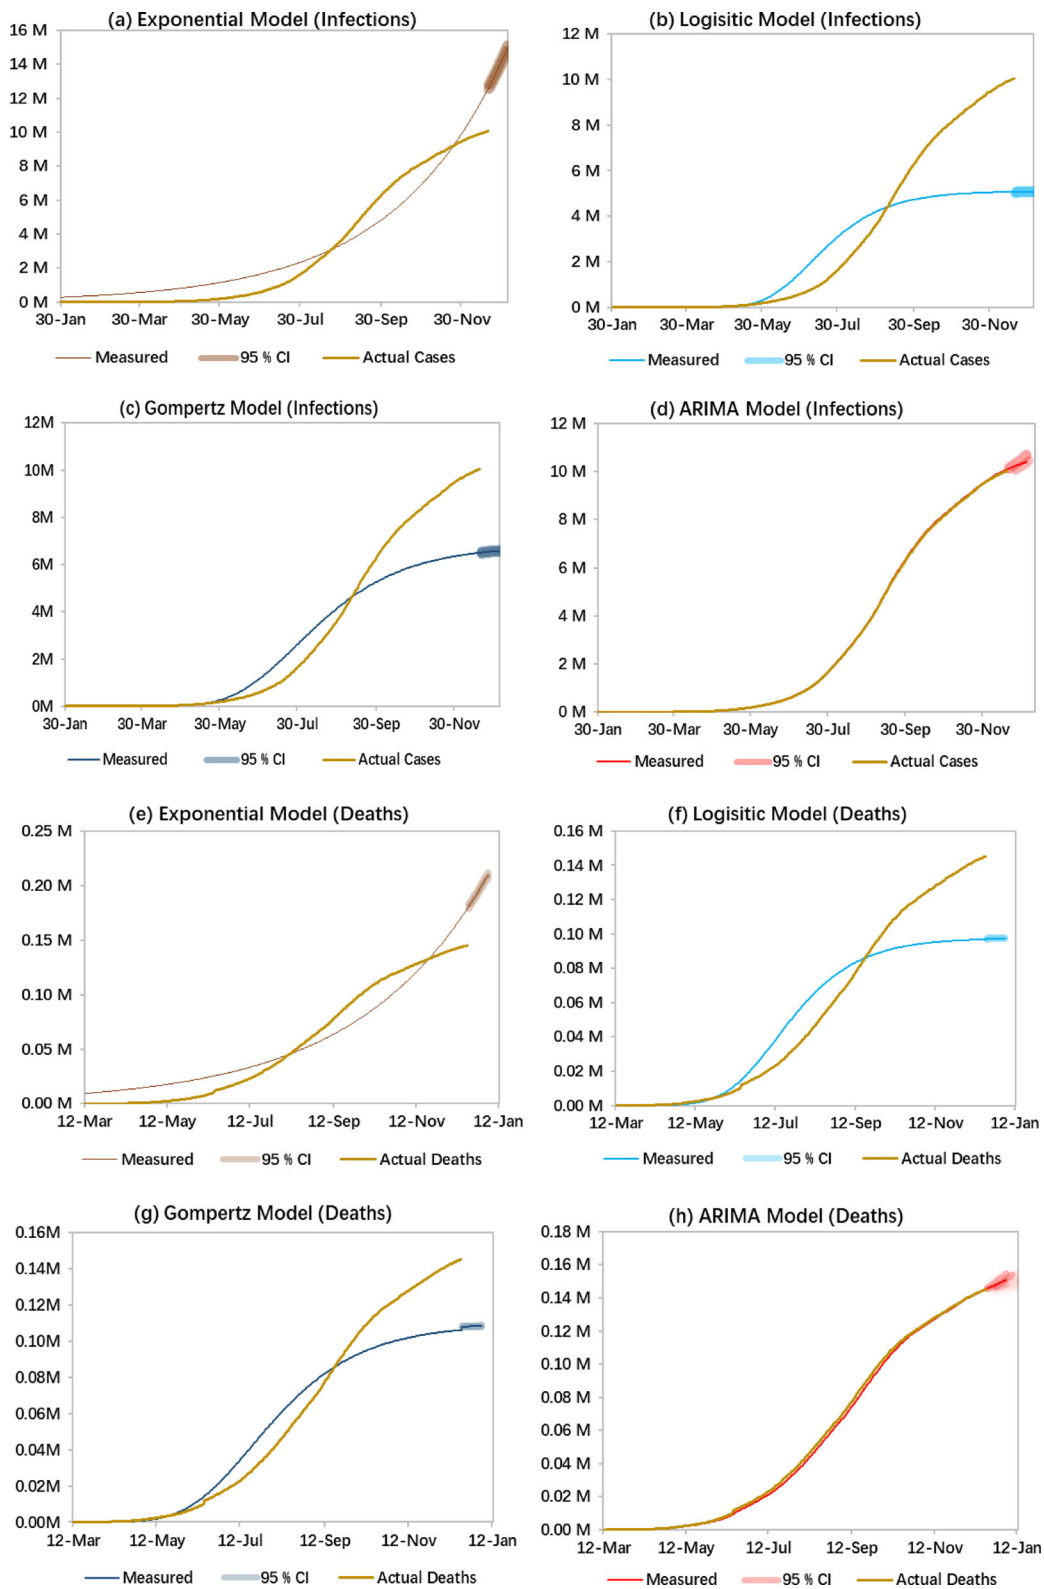 (a) Exponential Model (Infections)
16 M
14 M
12 M
10 M
8 M
6 M
4 M
2 M
0 M
30-Jan 30-Mar 30-May 30-Jul 30-Sep 30-Nov
Measured 95 % CI Actual Cases
(b) Logisitic Model (Infections)
12 M
10 M
8 M
6 M
4 M
2 M
0 M
30-Jan 30-Mar 30-May 30-Jul 30-Sep 30-Nov
Measured 95 % CI Actual Cases
(c) Gompertz Model (Infections)
12M
10M
8M
6M
4M
2M
0M
30-Jan 30-Mar 30-May 30-Jul 30-Sep 30-Nov
Measured 95 % CI Actual Cases
(d) ARIMA Model (Infections)
12 M
10 M
8 M
6 M
4 M
2 M
0 M
30-Jan 30-Mar 30-May 30-Jul 30-Sep 30-Nov
Measured 95 % CI Actual Cases
(e) Exponential Model (Deaths)
0.25 M
0.20 M
0.15 M
0.10 M
0.05 M
0.00 M
12-Mar 12-May 12-Jul 12-Sep 12-Nov 12-Jan
Measured 95 % CI Actual Deaths
(f) Logisitic Model (Deaths)
0.16 M
0.14 M
0.12 M
0.10 M
0.08 M
0.06 M
0.04 M
0.02 M
0.00 M
12-Mar 12-May 12-Jul 12-Sep 12-Nov 12-Jan
Measured 95 % CI Actual Deaths
(g) Gompertz Model (Deaths)
0.16M
0.14M
0.12M
0.10M
0.08M
0.06M
0.04M
0.02M
0.00M
12-Mar 12-May 12-Jul 12-Sep 12-Nov 12-Jan
Measured 95 % CI Actual Deaths
(h) ARIMA Model (Deaths)
0.18 M
0.16 M
0.14 M
0.12 M
0.10 M
0.08 M
0.06 M
0.04 M
0.02 M
0.00 M
12-Mar 12-May 12-Jul 12-Sep 12-Nov 12-Jan
Measured 95 % CI Actual Deaths